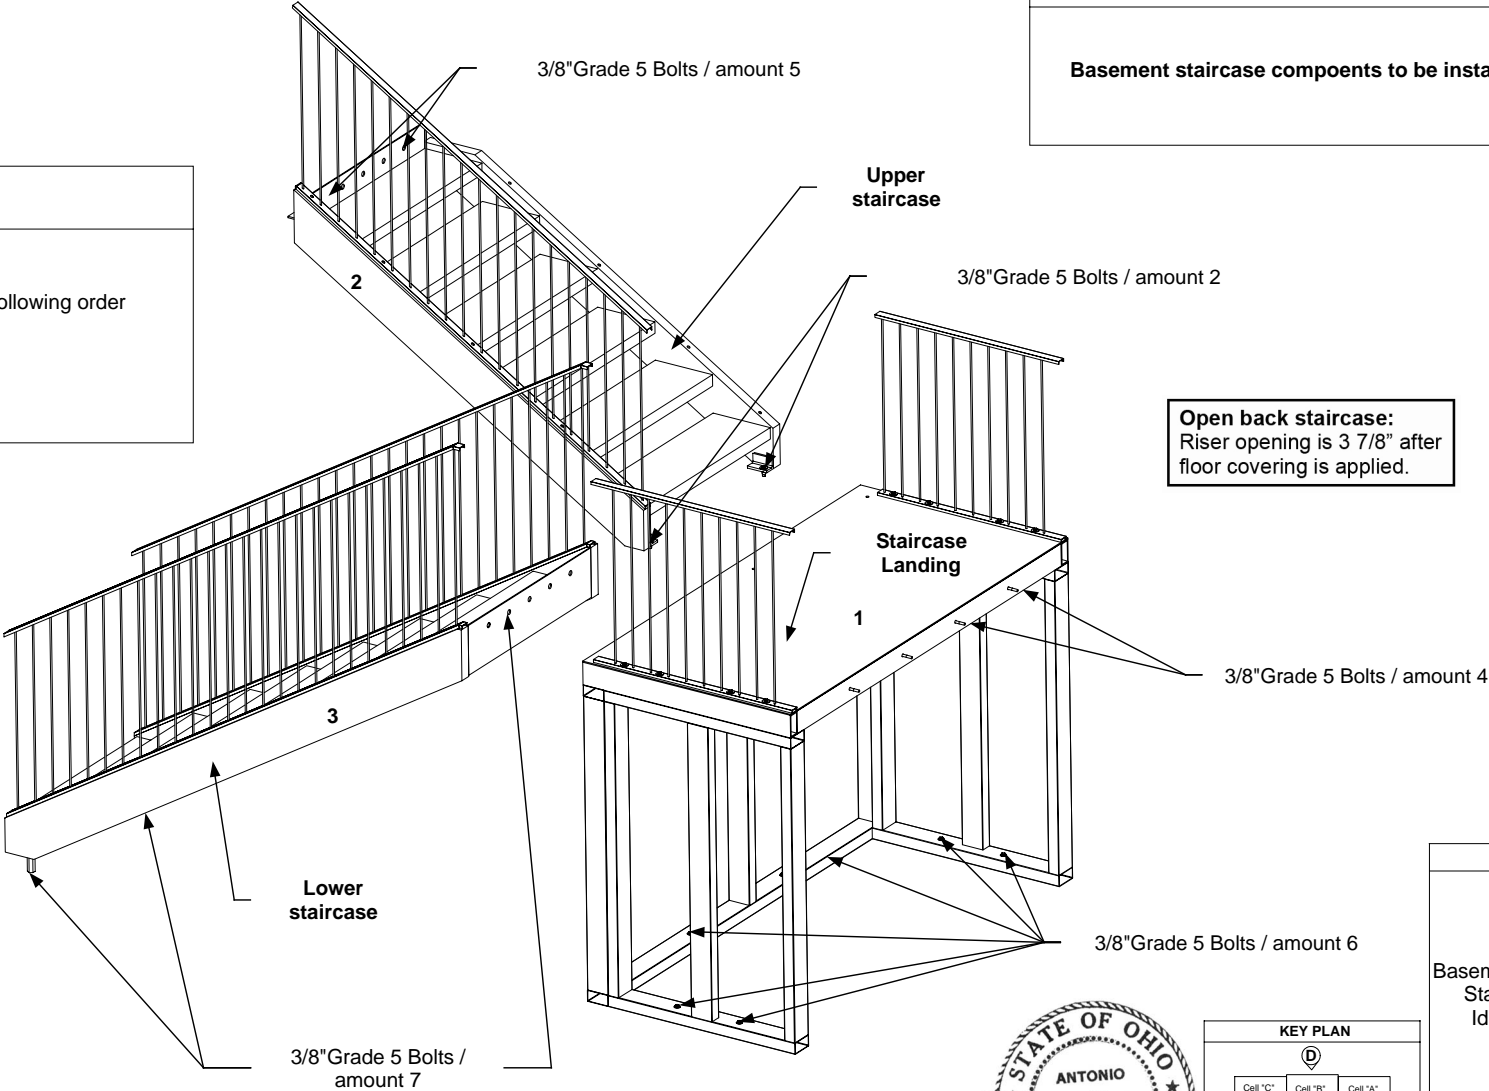 3/8"Grade 5 Bolts / amount 5
Basement staircase compoents to be insta
Upper
staircase
ollowing order
2
3/8"Grade 5 Bolts / amount 2
Open back staircase:
Riser opening is 3 7/8” after
floor covering is applied.
Staircase
Landing
1
3/8"Grade 5 Bolts / amount 4
3
Lower
staircase
3/8"Grade 5 Bolts / amount 6
Basem
Sta
Id
3/8"Grade 5 Bolts /
amount 7
STATE OF OHIO
ANTONIO
KEY PLAN
D
Cell "C"
Cell "B"
Cell "A"